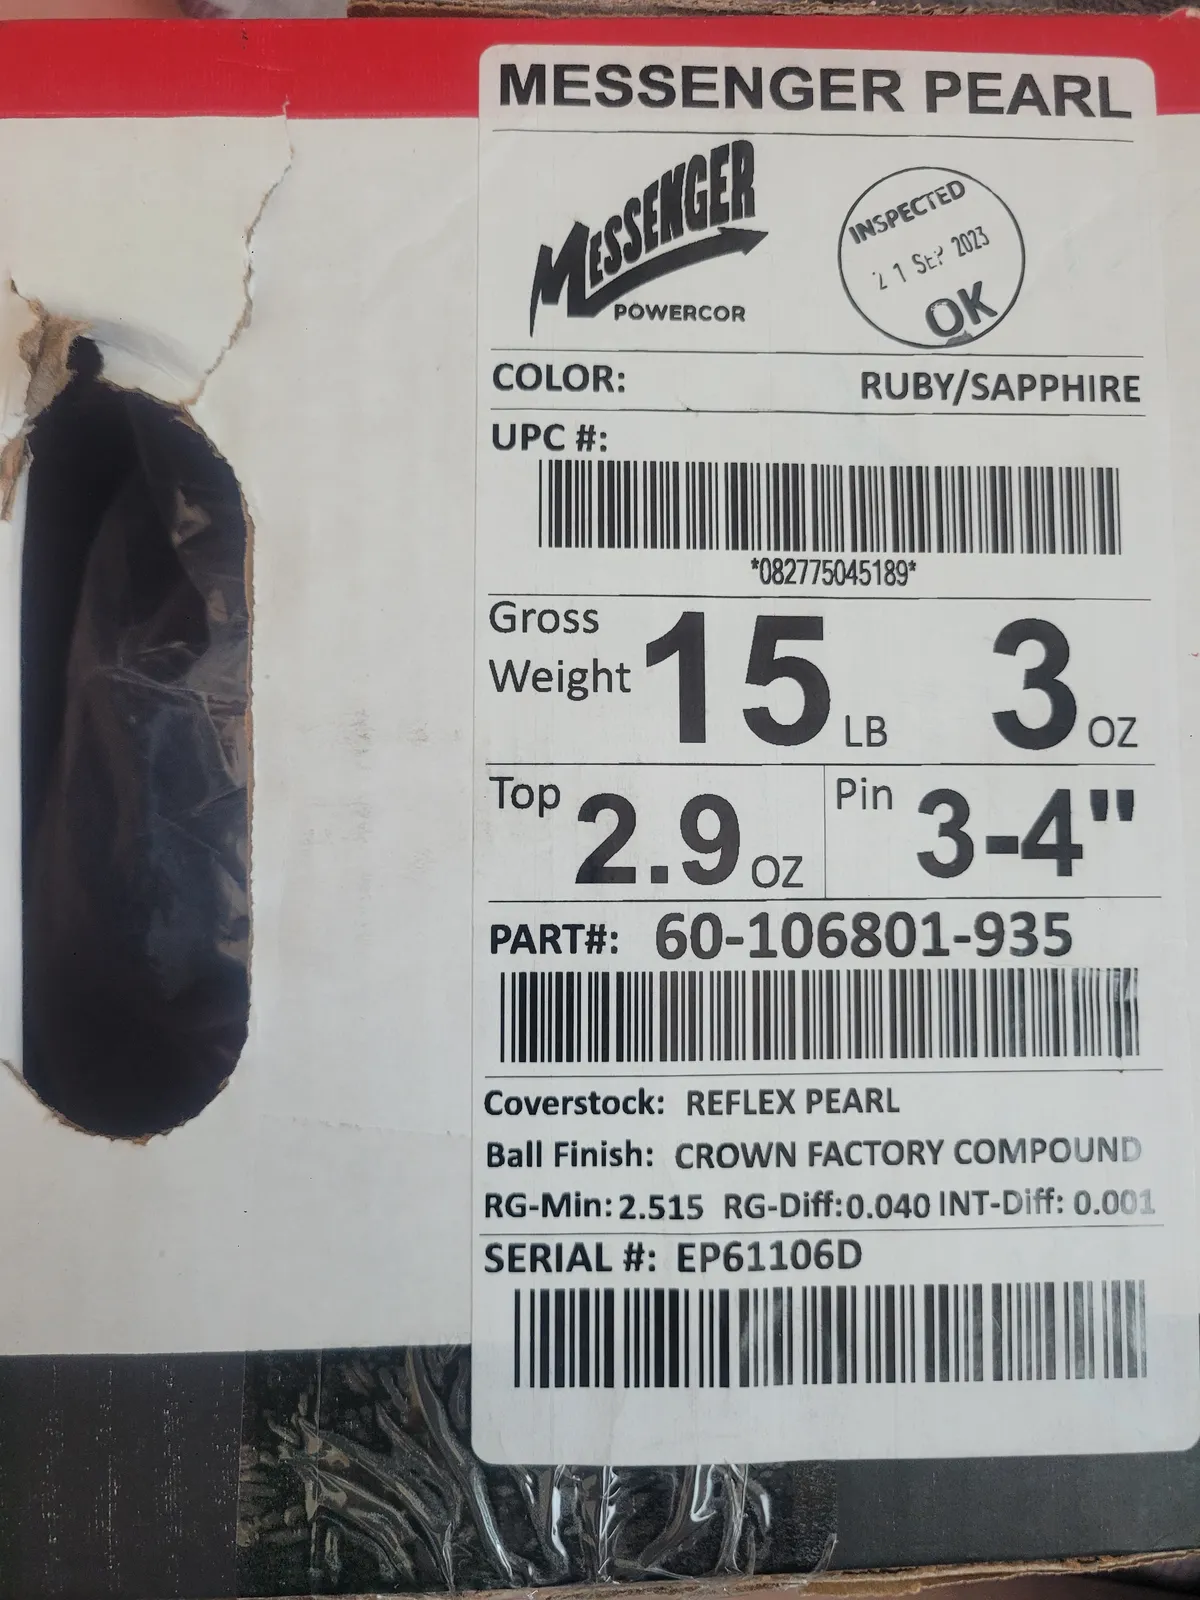 MESSENGER PEARL
MESSENGER
POWERCOR
INSPECTED
21 SEP 2023
OK
COLOR: RUBY/SAPPHIRE
UPC #:
*082775045189*
Gross
Weight 15 LB 3 OZ
Top 2.9 OZ Pin 3-4"
PART#: 60-106801-935
Coverstock: REFLEX PEARL
Ball Finish: CROWN FACTORY COMPOUND
RG-Min: 2.515 RG-Diff: 0.040 INT-Diff: 0.001
SERIAL #: EP61106D